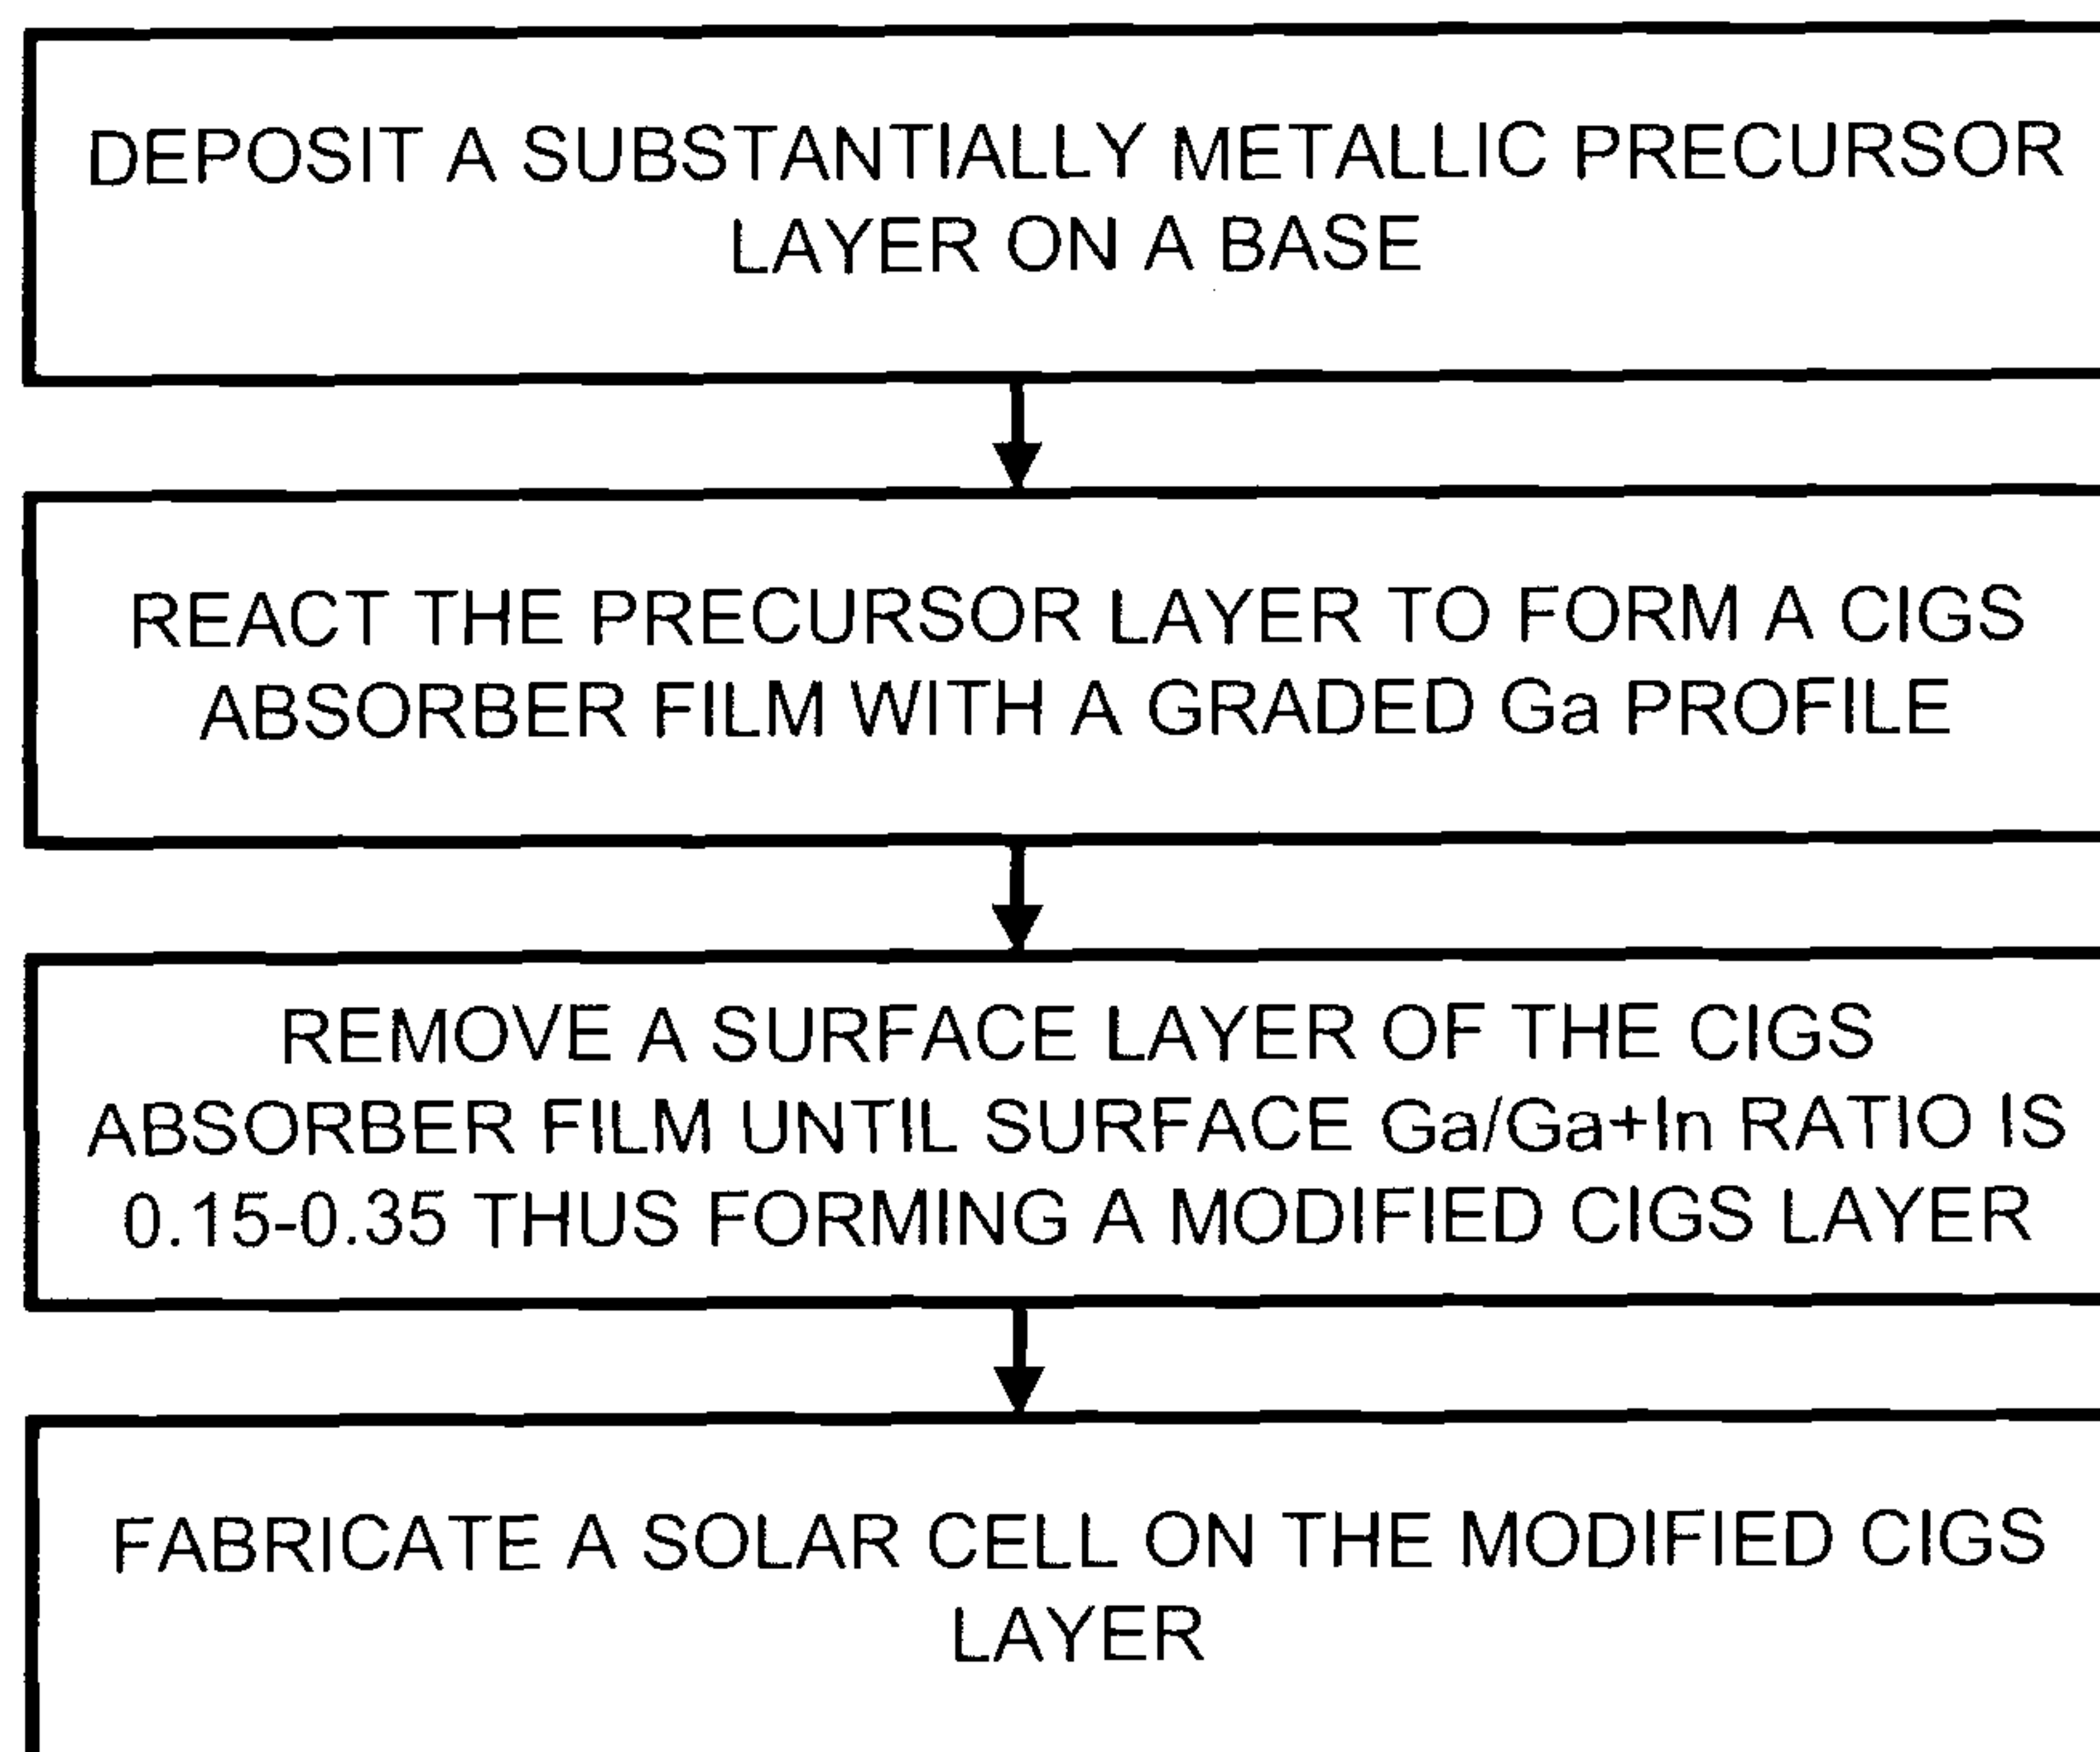 DEPOSIT A SUBSTANTIALLY METALLIC PRECURSOR
LAYER ON A BASE
REACT THE PRECURSOR LAYER TO FORM A CIGS
ABSORBER FILM WITH A GRADED Ga PROFILE
REMOVE A SURFACE LAYER OF THE CIGS
ABSORBER FILM UNTIL SURFACE Ga/Ga+In RATIO IS
0.15-0.35 THUS FORMING A MODIFIED CIGS LAYER
FABRICATE A SOLAR CELL ON THE MODIFIED CIGS
LAYER